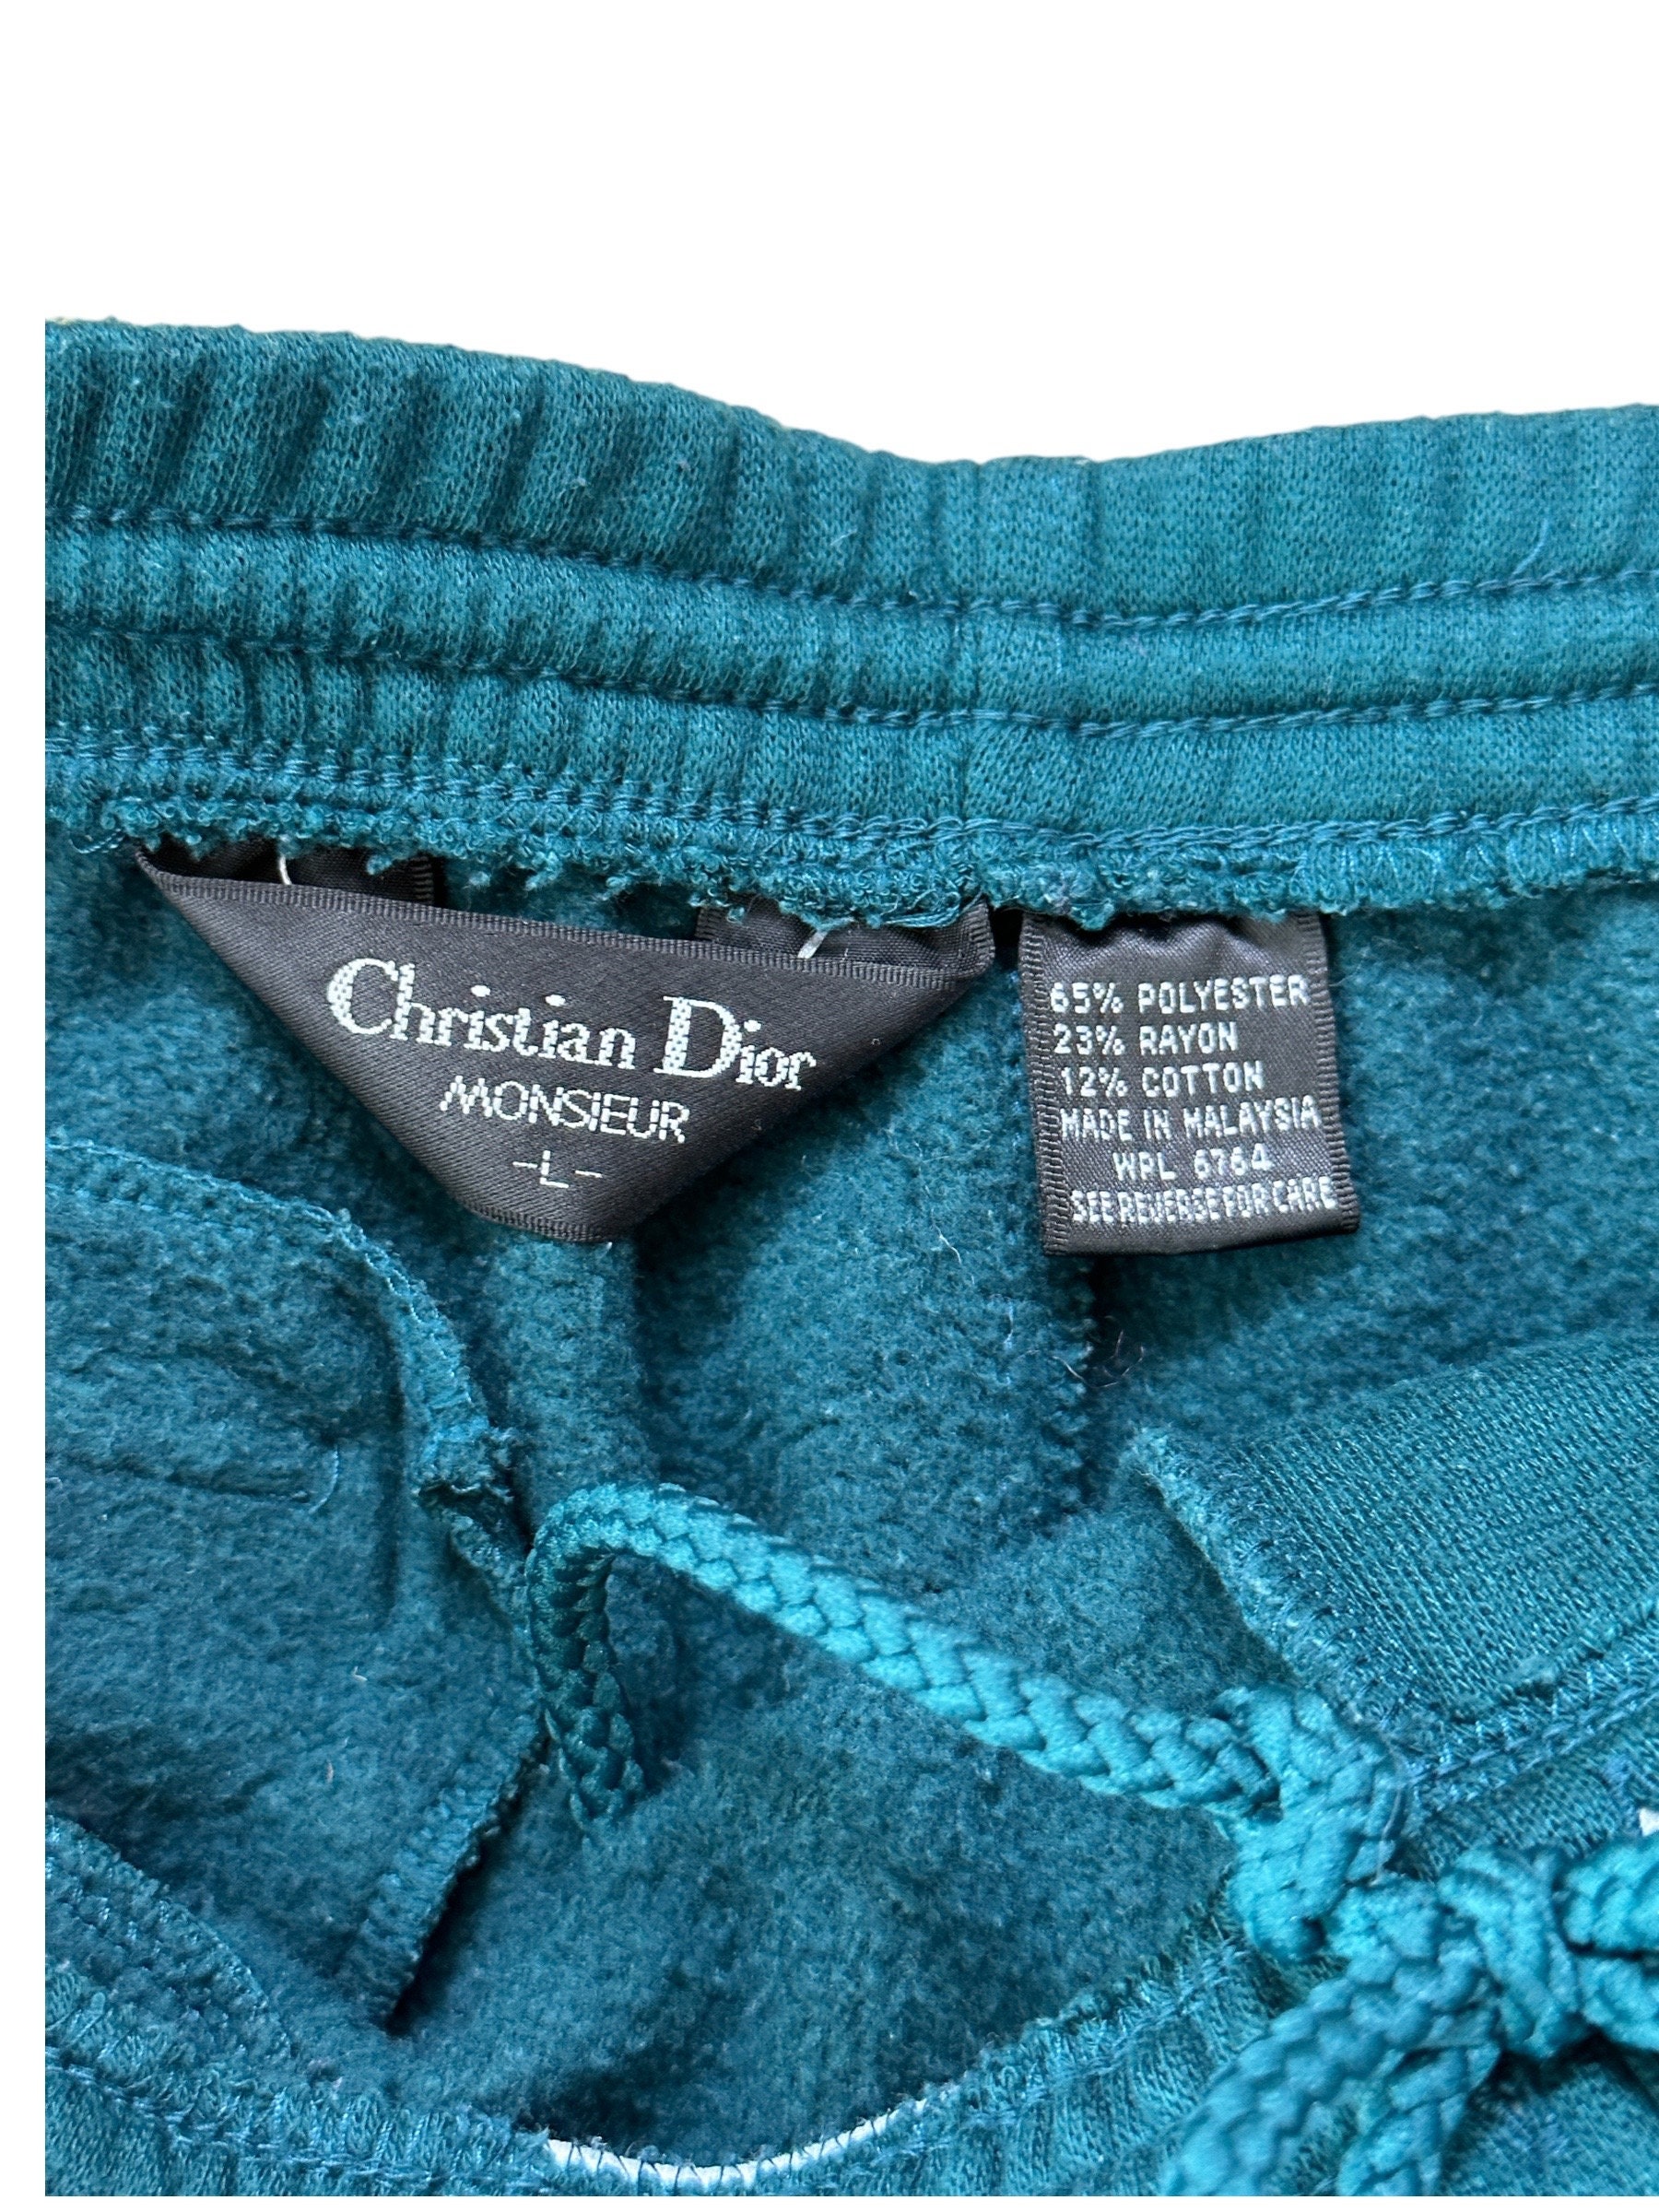 Christian Dior
MONSIEUR
-L-
65% POLYESTER
23% RAYON
12% COTTON
MADE IN MALAYSIA
WPL 6764
SEE REVERSE FOR CARE